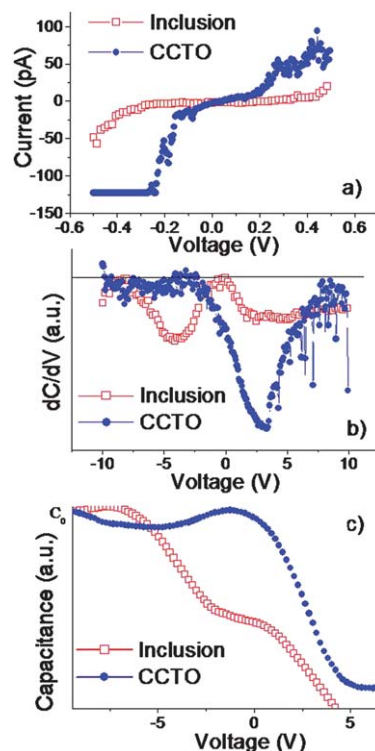 100
50
0
-50
-100
-150
Current (pA)
Inclusion
CCTO
a)
-0.6 -0.4 -0.2 0.0 0.2 0.4 0.6
Voltage (V)
dC/dV (a.u.)
Inclusion
CCTO
b)
-10 -5 0 5 10
Voltage (V)
C₀
c)
Capacitance (a.u.)
Inclusion
CCTO
-5 0 5
Voltage (V)